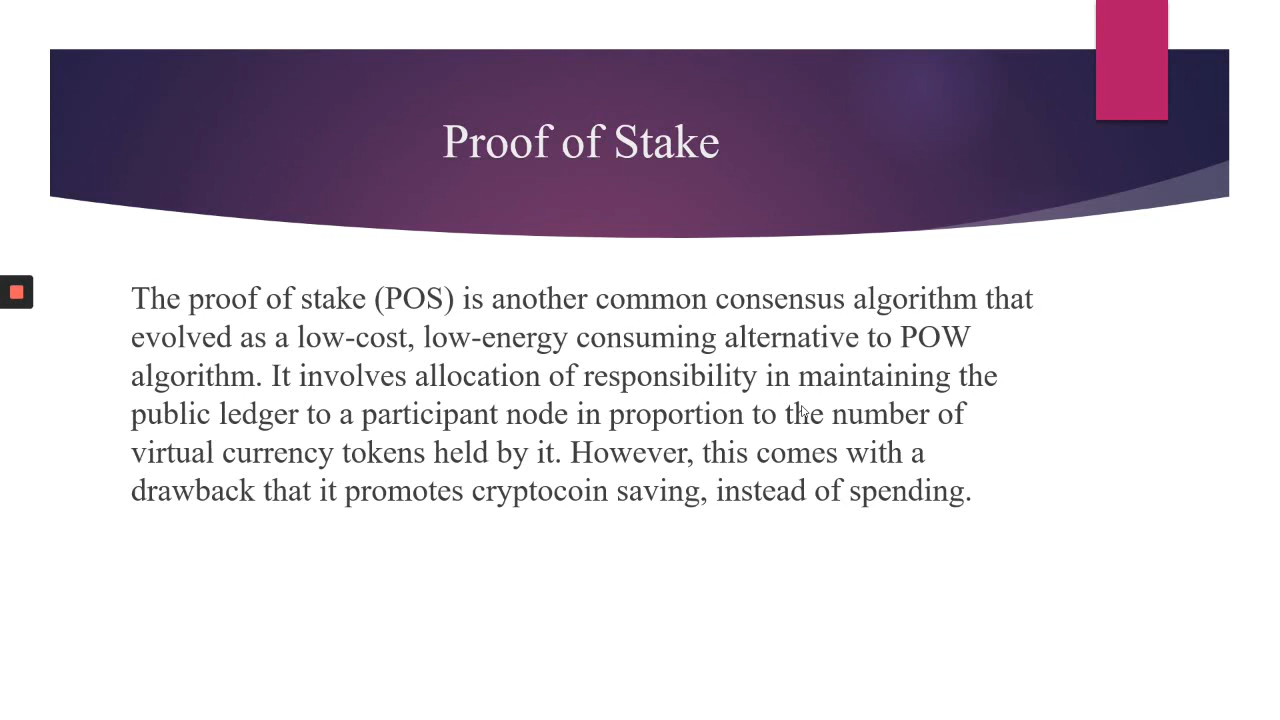 Proof of Stake
The proof of stake (POS) is another common consensus algorithm that
evolved as a low-cost, low-energy consuming alternative to POW
algorithm. It involves allocation of responsibility in maintaining the
public ledger to a participant node in proportion to the number of
virtual currency tokens held by it. However, this comes with a
drawback that it promotes cryptocoin saving, instead of spending.